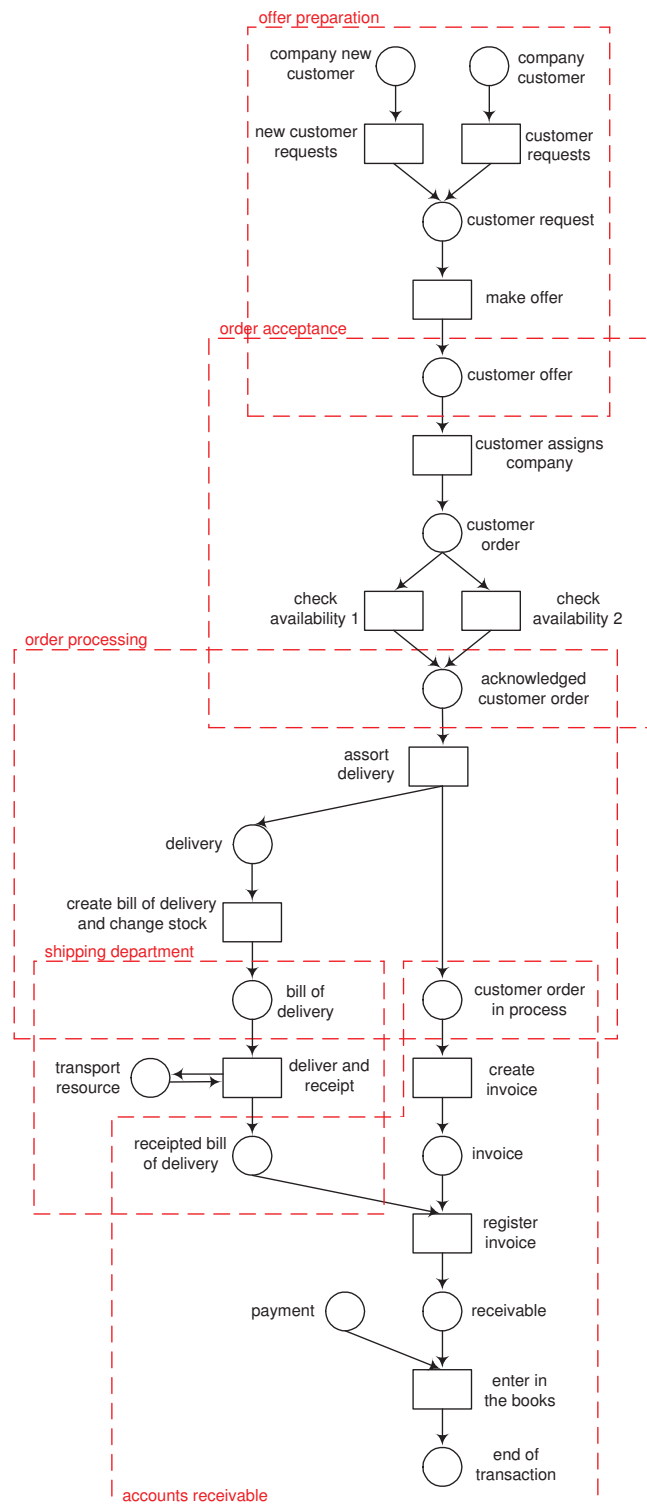 offer preparation
company new
customer
company
customer
new customer
requests
customer
requests
customer request
make offer
order acceptance
customer offer
customer assigns
company
customer
order
check
availability 1
check
availability 2
order processing
acknowledged
customer order
assort
delivery
delivery
create bill of delivery
and change stock
shipping department
bill of
delivery
customer order
in process
transport
resource
deliver and
receipt
create
invoice
receipted bill
of delivery
invoice
register
invoice
payment
receivable
enter in
the books
end of
transaction
accounts receivable